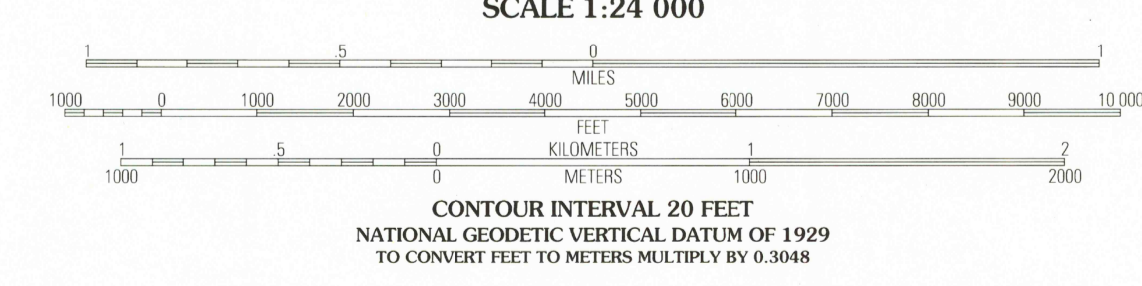 SCALE 1:24 000
1 .5 0 1
MILES
1000 0 1000 2000 3000 4000 5000 6000 7000 8000 9000 10 000
FEET
1 .5 0 KILOMETERS 1 2
1000 0 METERS 1000 2000
CONTOUR INTERVAL 20 FEET
NATIONAL GEODETIC VERTICAL DATUM OF 1929
TO CONVERT FEET TO METERS MULTIPLY BY 0.3048